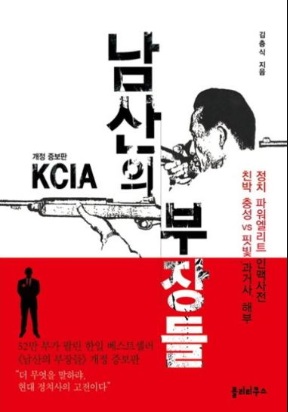 김충식 지음
남산의
부장들
개정 증보판
KCIA
정치 파워엘리트 인맥사전
친박 충성 vs 핏빛 과거사 해부
52만 부가 팔린 한일 베스트셀러
<남산의 부장들> 개정 증보판
"더 무엇을 말하랴,
현대 정치사의 고전이다"
폴리티쿠스